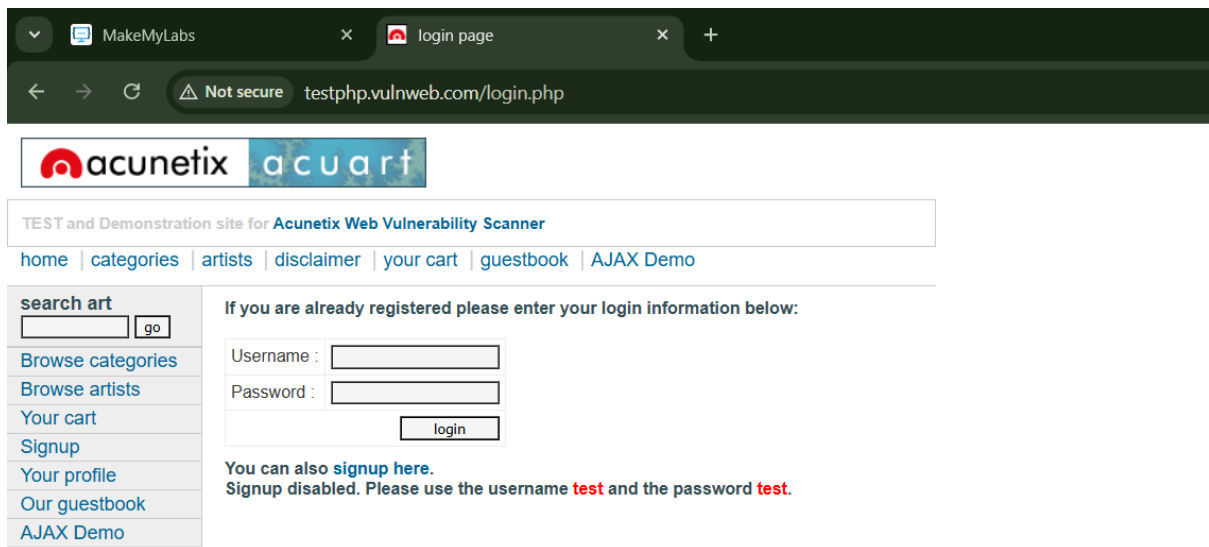 MakeMyLabs
login page
Not secure testphp.vulnweb.com/login.php
acunetix acuart
TEST and Demonstration site for Acunetix Web Vulnerability Scanner
home | categories | artists | disclaimer | your cart | guestbook | AJAX Demo
search art
go
Browse categories
Browse artists
Your cart
Signup
Your profile
Our guestbook
AJAX Demo
If you are already registered please enter your login information below:
Username :
Password :
login
You can also signup here.
Signup disabled. Please use the username test and the password test.